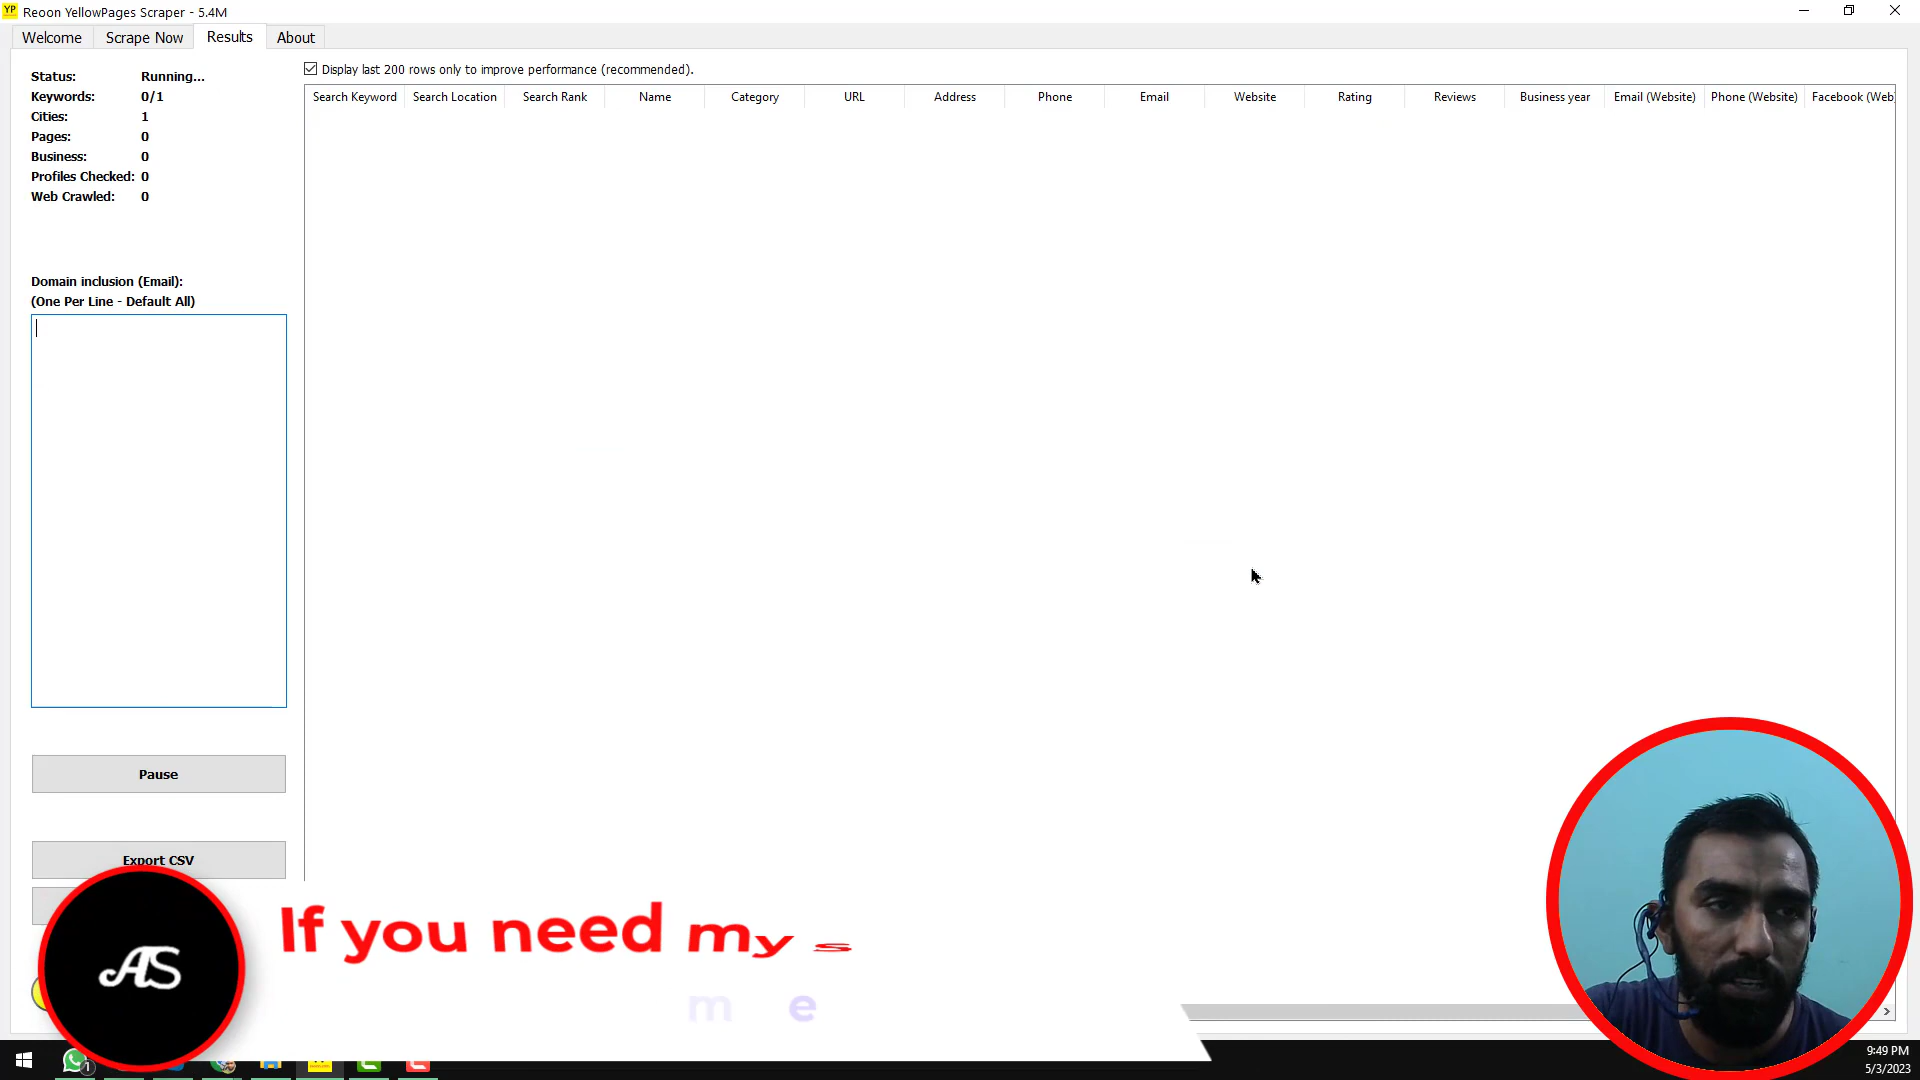 YP Reoon YellowPages Scraper - 5.4M
Welcome Scrape Now Results About
Status: Running...
Keywords: 0/1
Cities: 1
Pages: 0
Business: 0
Profiles Checked: 0
Web Crawled: 0
Domain inclusion (Email):
(One Per Line - Default All)
Pause
Export CSV
Display last 200 rows only to improve performance (recommended).
Search Keyword Search Location Search Rank Name Category URL Address Phone Email Website Rating Reviews Business year Email (Website) Phone (Website) Facebook (Web
AS
If you need my s
m e
1
9:49 PM
5/3/2023